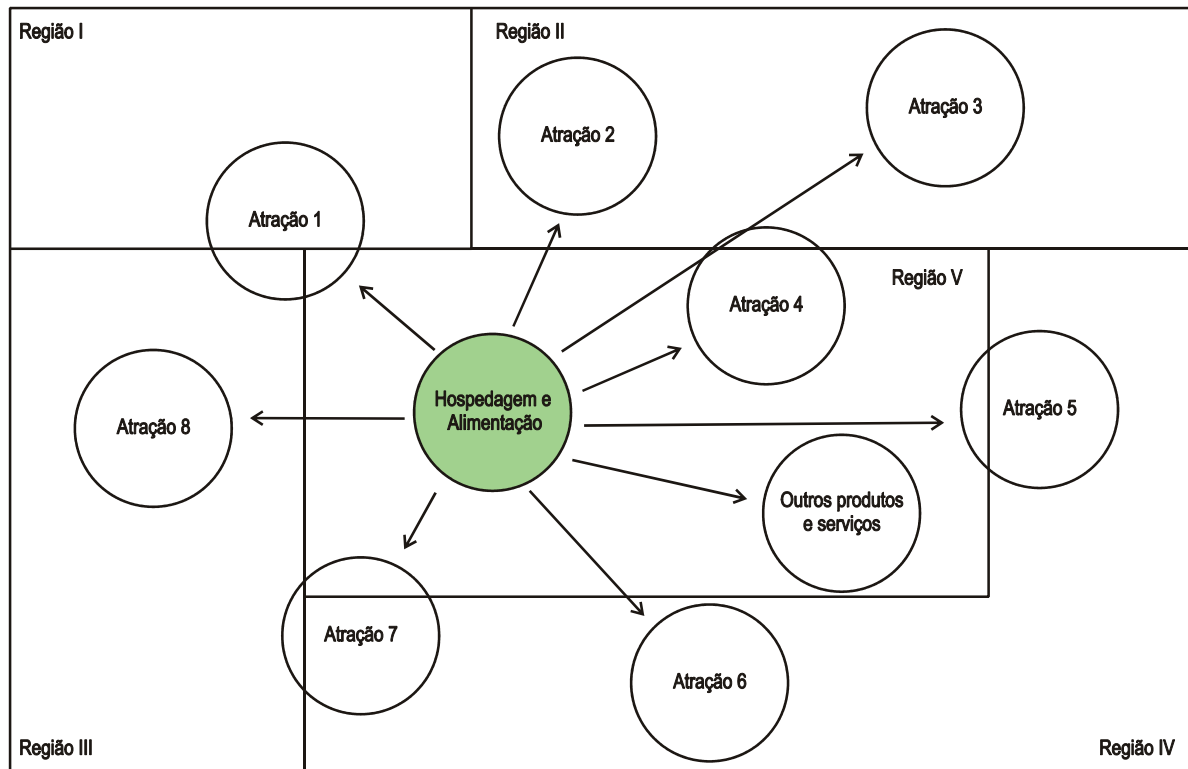 Região I
Região II
Atração 3
Atração 2
Atração 1
Região V
Atração 4
Hospedagem e
Alimentação
Atração 5
Atração 8
Outros produtos
e serviços
Atração 7
Atração 6
Região III
Região IV